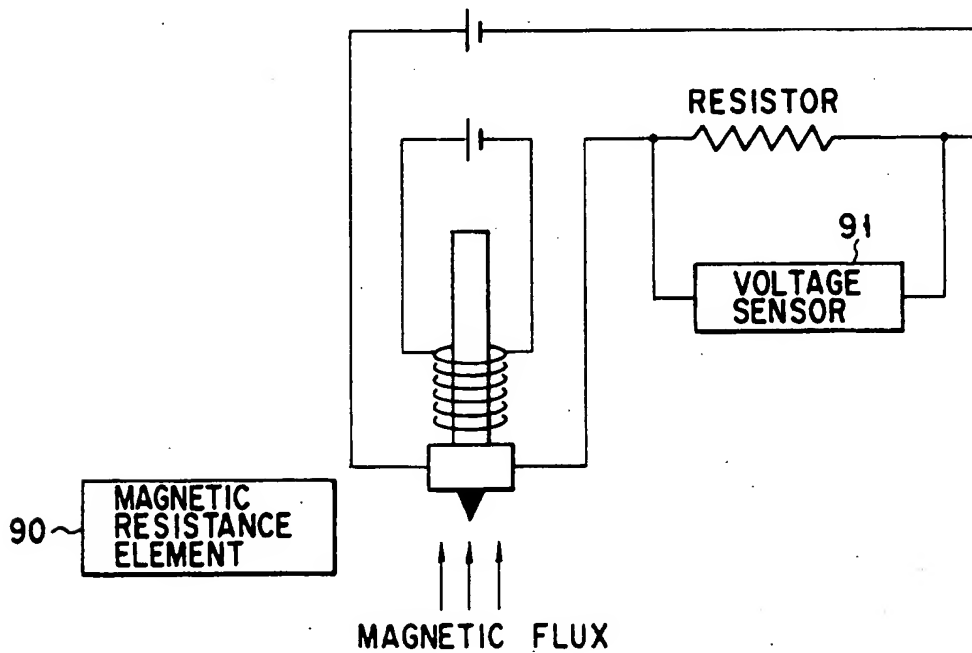 RESISTOR
91
VOLTAGE
SENSOR
90
MAGNETIC
RESISTANCE
ELEMENT
MAGNETIC FLUX